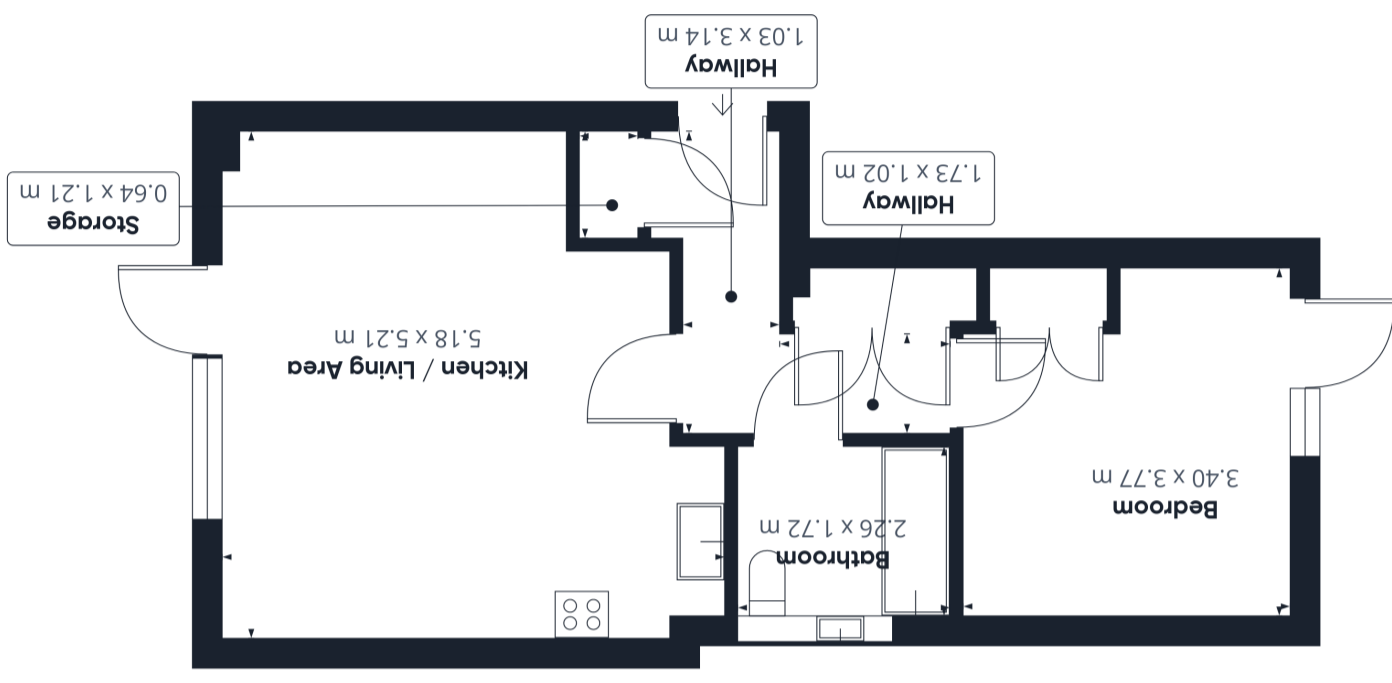 Bedroom
3.40 x 3.77 m
Bathroom
2.26 x 1.72 m
Kitchen / Living Area
5.18 x 5.21 m
Storage
0.64 x 1.21 m
Hallway
1.73 x 1.02 m
Hallway
1.03 x 3.14 m